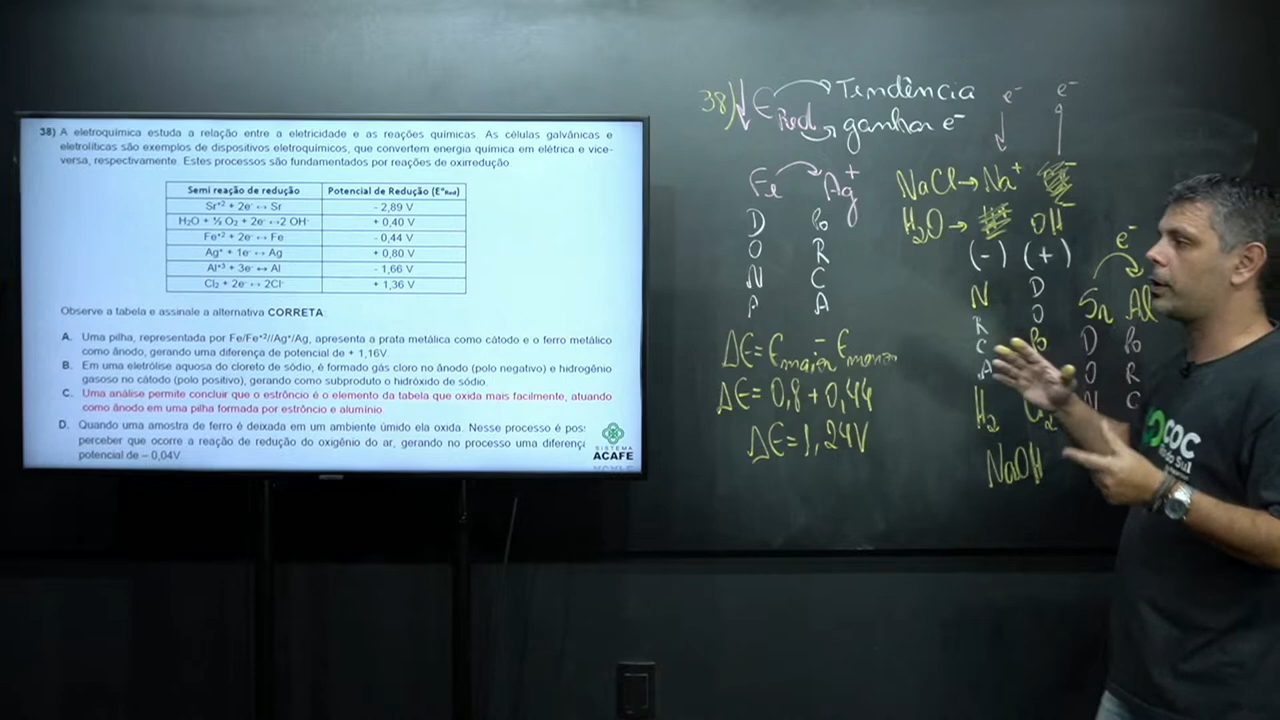 38) A eletroquímica estuda a relação entre a eletricidade e as reações químicas. As células galvânicas e
eletrolíticas são exemplos de dispositivos eletroquímicos, que convertem energia química em elétrica e vice-
versa, respectivamente. Estes processos são fundamentados por reações de oxirredução.
Semi reação de redução Potencial de Redução (E°Red)
Sr⁺² + 2e⁻ ↔ Sr - 2,89 V
H₂O + ½ O₂ + 2e⁻ ↔ 2 OH⁻ + 0,40 V
Fe⁺² + 2e⁻ ↔ Fe - 0,44 V
Ag⁺ + 1e⁻ ↔ Ag + 0,80 V
Al⁺³ + 3e⁻ ↔ Al - 1,66 V
Cl₂ + 2e⁻ ↔ 2Cl⁻ + 1,36 V
Observe a tabela e assinale a alternativa CORRETA
A. Uma pilha, representada por Fe/Fe⁺²//Ag⁺/Ag, apresenta a prata metálica como cátodo e o ferro metálico
como ânodo, gerando uma diferença de potencial de + 1,16V.
B. Em uma eletrólise aquosa do cloreto de sódio, é formado gás cloro no ânodo (polo negativo) e hidrogênio
gasoso no cátodo (polo positivo), gerando como subproduto o hidróxido de sódio.
C. Uma análise permite concluir que o estrôncio é o elemento da tabela que oxida mais facilmente, atuando
como ânodo em uma pilha formada por estrôncio e alumínio
D. Quando uma amostra de ferro é deixada em um ambiente úmido ela oxida. Nesse processo é pos
perceber que ocorre a reação de redução do oxigênio do ar, gerando no processo uma diferenç
potencial de – 0,04V
SISTEMA
ACAFE
38) ↓ E Red → Tendência
ganhar e⁻
Fe Ag⁺
D Po
O R
N C
A A
ΔE = Emaior - Emenor
ΔE = 0,8 + 0,44
ΔE = 1,24V
e⁻ e⁻
NaCl → Na⁺
H₂O → OH
(-) (+)
N D
R O
C Po
A
H₂ Cl₂
NaOH
e⁻
Sr Al
D Po
O R
N C
COC
Sul